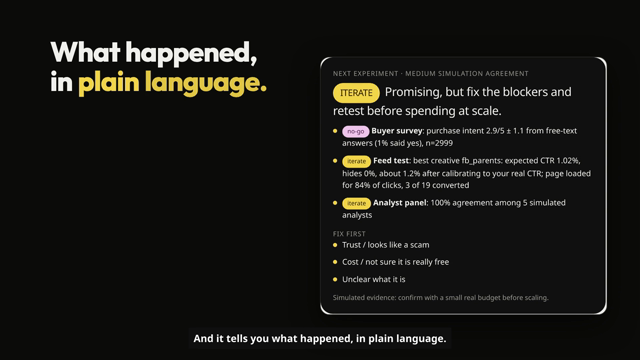 What happened,
in plain language.
NEXT EXPERIMENT · MEDIUM SIMULATION AGREEMENT
ITERATE Promising, but fix the blockers and
retest before spending at scale.
no-go Buyer survey: purchase intent 2.9/5 ± 1.1 from free-text
answers (1% said yes), n=2999
iterate Feed test: best creative fb_parents: expected CTR 1.02%,
hides 0%, about 1.2% after calibrating to your real CTR; page loaded
for 84% of clicks, 3 of 19 converted
iterate Analyst panel: 100% agreement among 5 simulated
analysts
FIX FIRST
Trust / looks like a scam
Cost / not sure it is really free
Unclear what it is
Simulated evidence: confirm with a small real budget before scaling.
And it tells you what happened, in plain language.